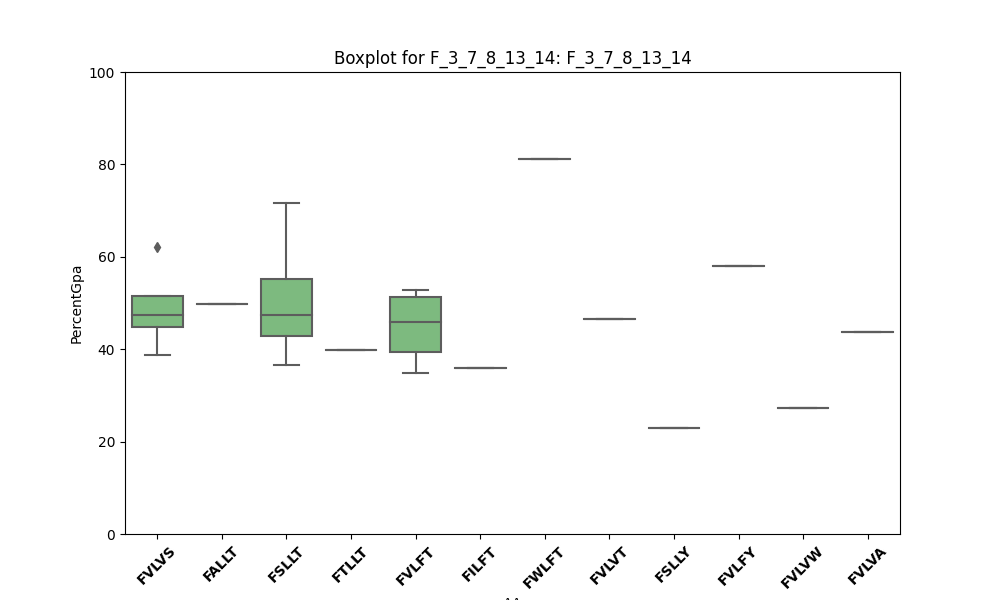 Boxplot for F_3_7_8_13_14: F_3_7_8_13_14
100
80
60
40
20
0
PercentGpa
FVLVS
FALLT
FSLLT
FTLLT
FVLFT
FILFT
FWLFT
FVLVT
FSLLY
FVLFY
FVLVW
FVLVA